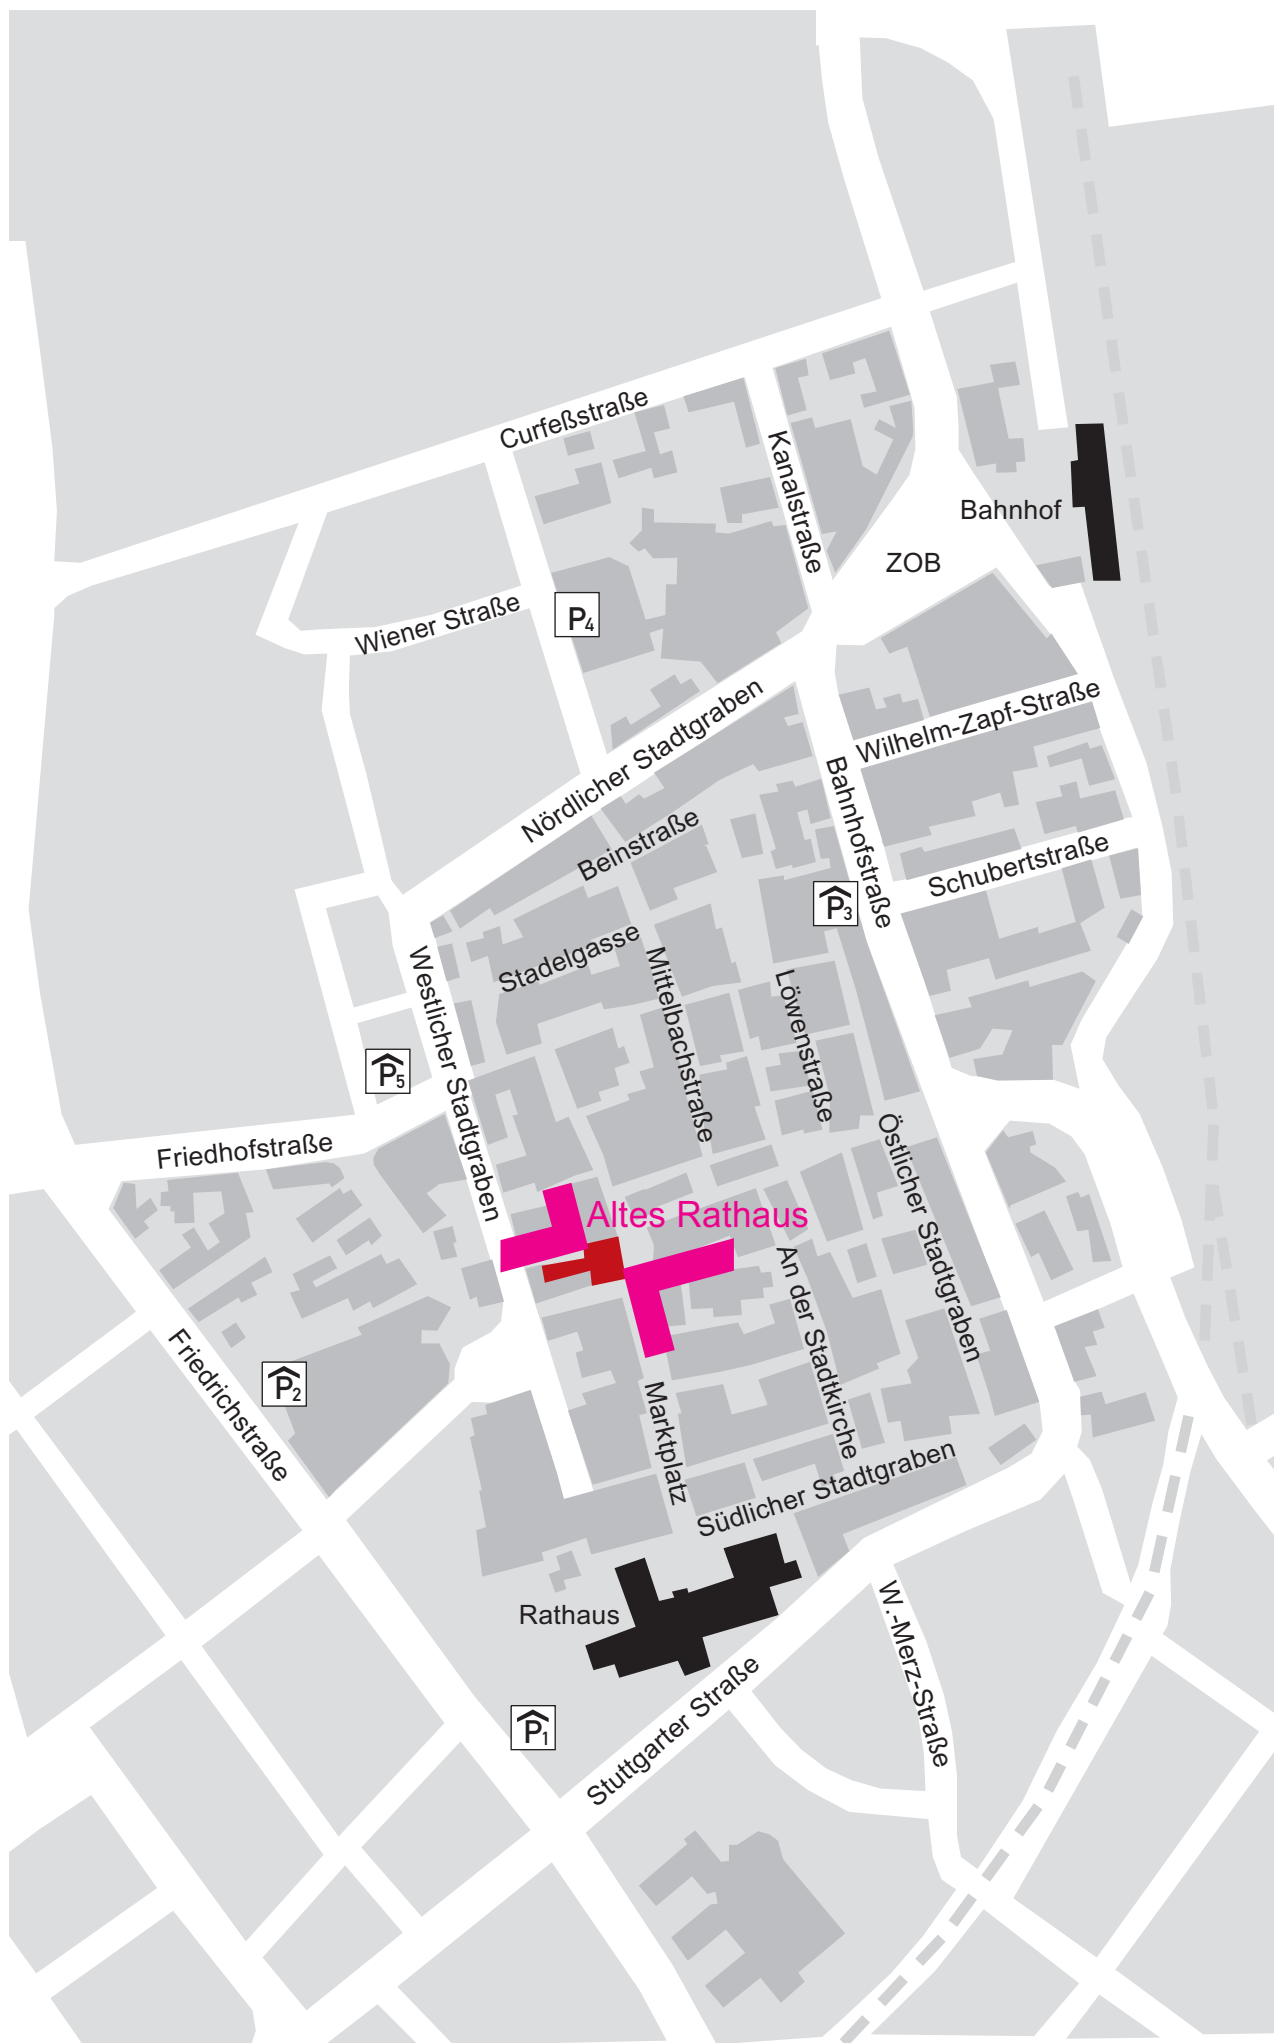 Curfeßstraße
Kanalstraße
Bahnhof
ZOB
Wiener Straße
P4
Nördlicher Stadtgraben
Wilhelm-Zapf-Straße
Beinstraße
Bahnhofstraße
Schubertstraße
P3
Stadelgasse
Westlicher Stadtgraben
Mittelbachstraße
Löwenstraße
P5
Friedhofstraße
Östlicher Stadtgraben
Altes Rathaus
An der Stadtkirche
Friedrichstraße
P2
Marktplatz
Südlicher Stadtgraben
Rathaus
W.-Merz-Straße
P1
Stuttgarter Straße